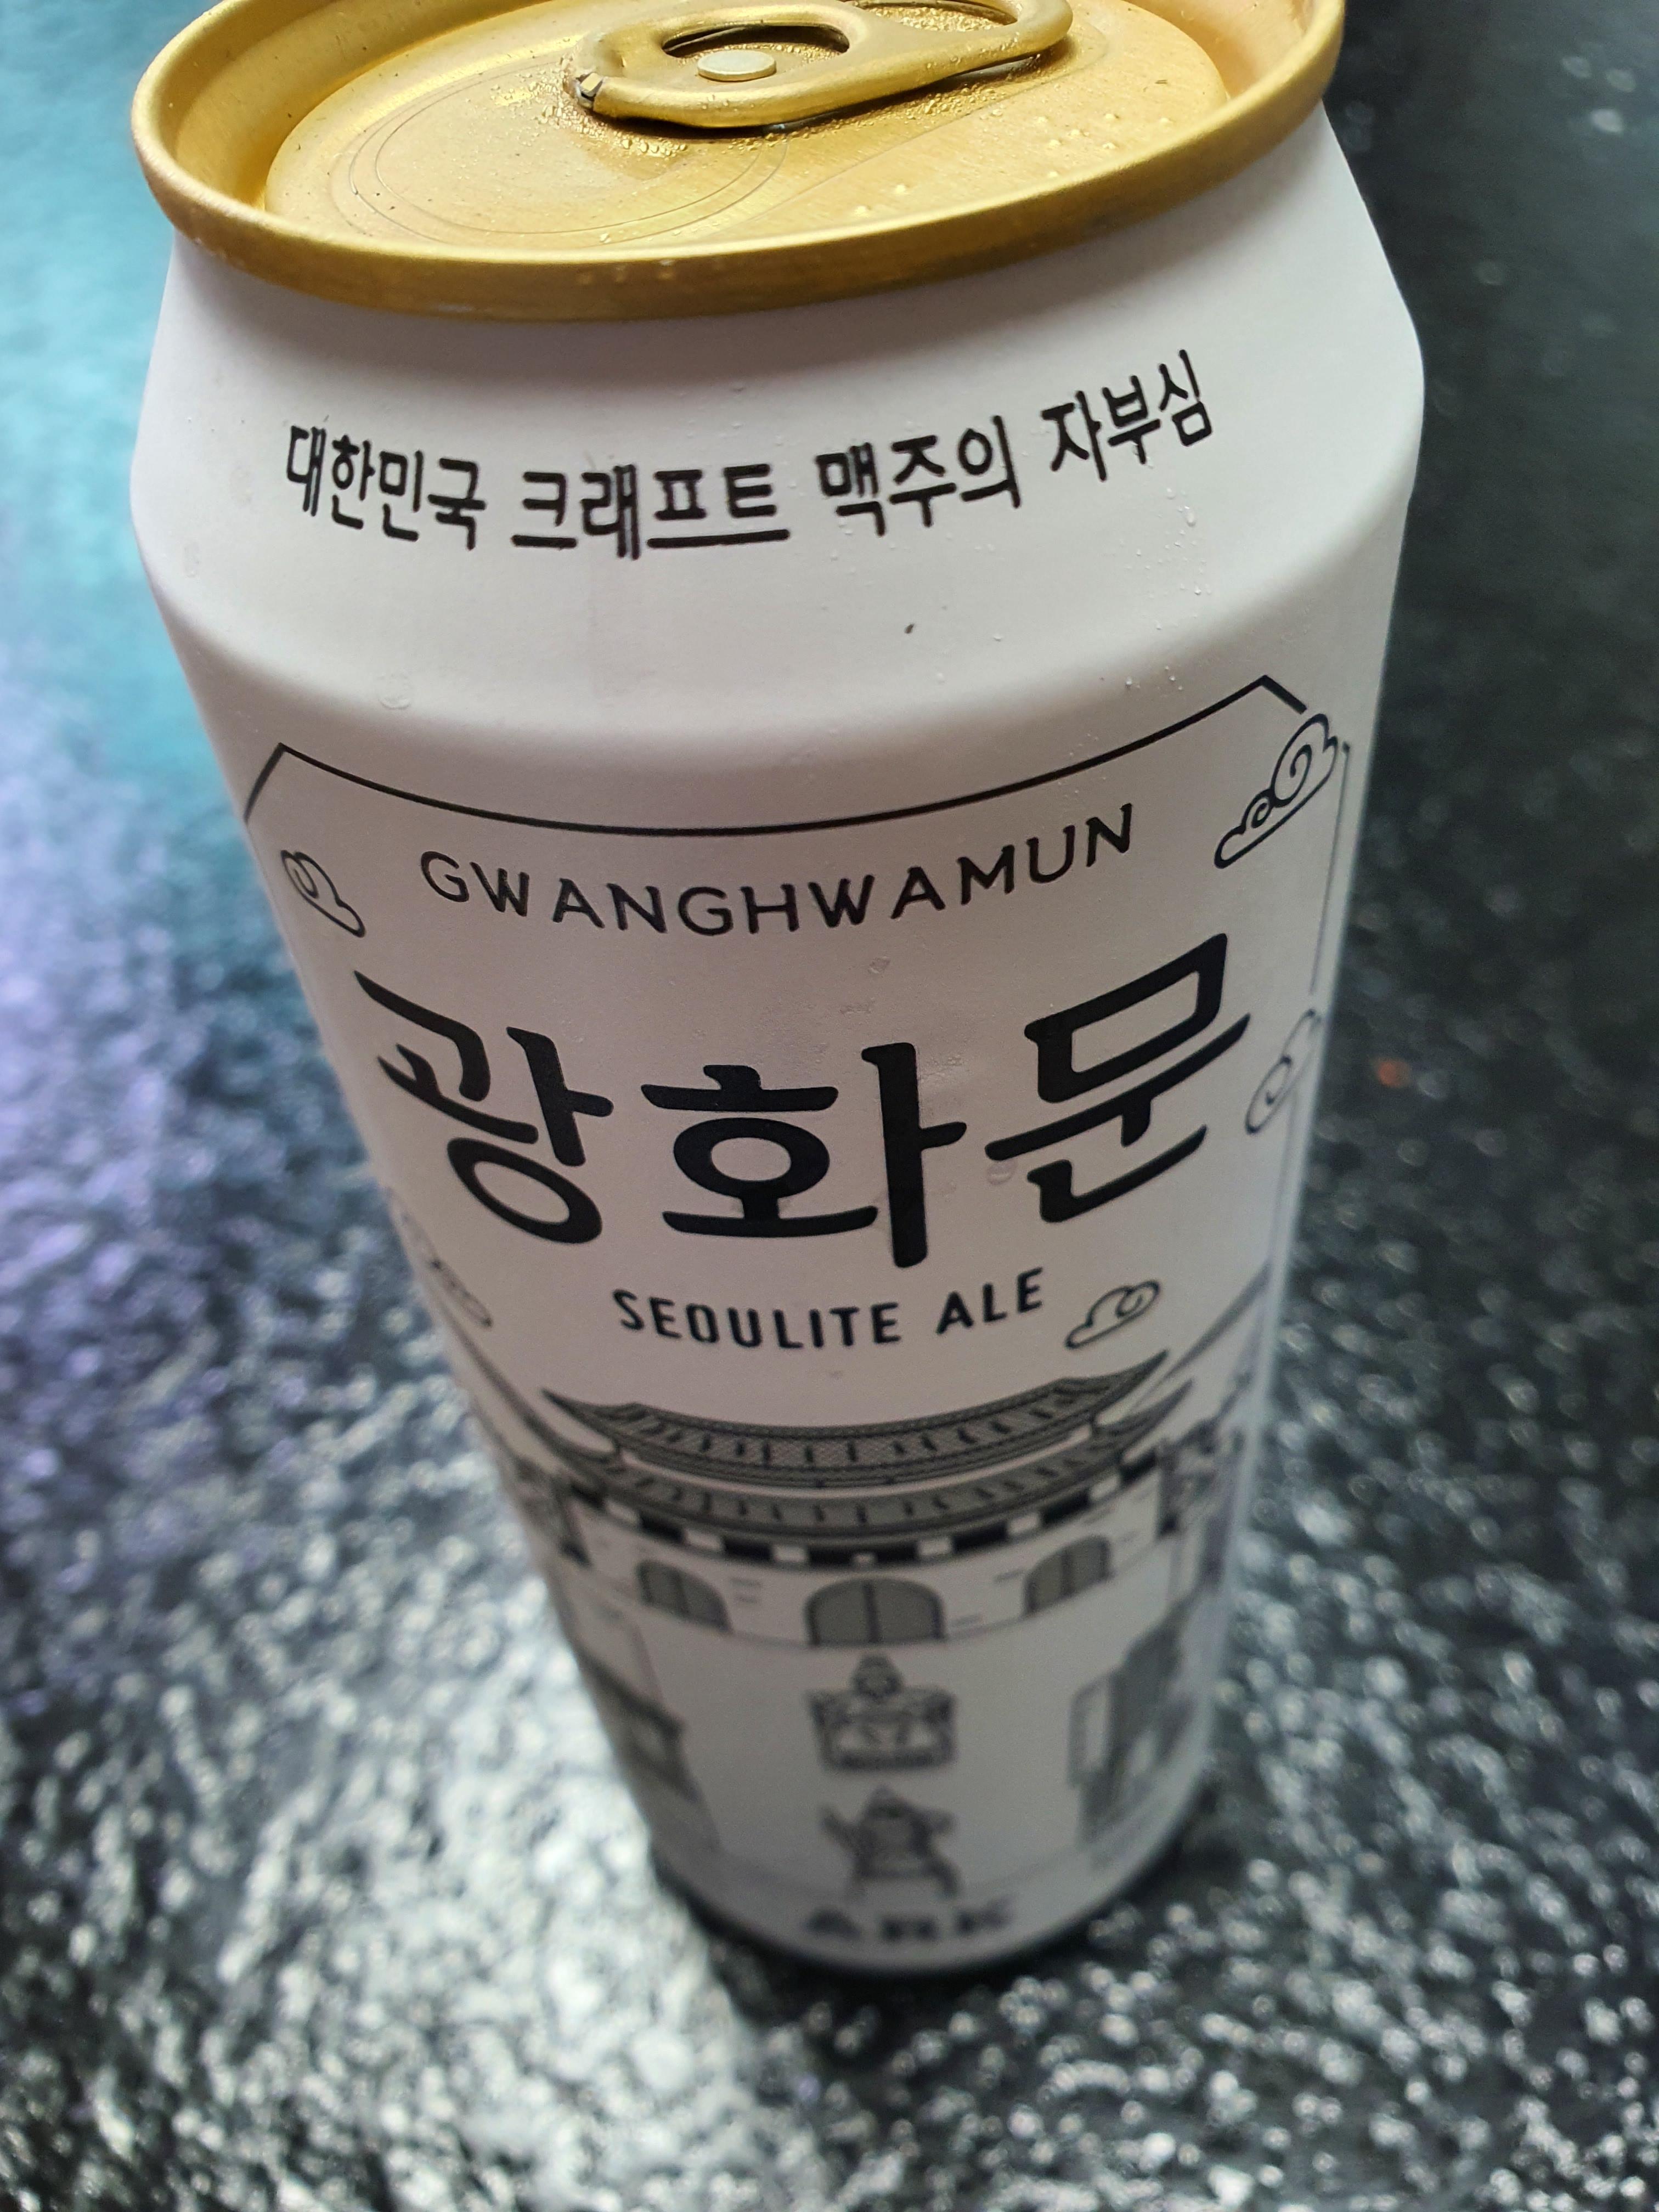 대한민국 크래프트 맥주의 자부심
GWANGHWAMUN
광화문
SEOULITE ALE
ARK